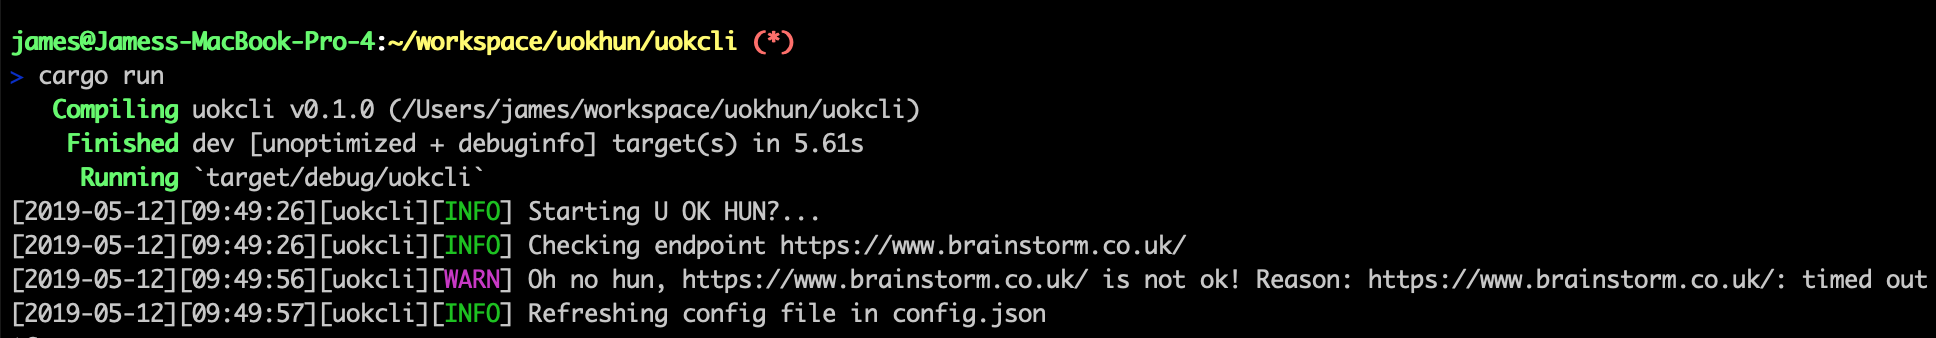 james@Jamess-MacBook-Pro-4:~/workspace/uokhun/uokcli (*)
> cargo run
   Compiling uokcli v0.1.0 (/Users/james/workspace/uokhun/uokcli)
    Finished dev [unoptimized + debuginfo] target(s) in 5.61s
     Running `target/debug/uokcli`
[2019-05-12][09:49:26][uokcli][INFO] Starting U OK HUN?...
[2019-05-12][09:49:26][uokcli][INFO] Checking endpoint https://www.brainstorm.co.uk/
[2019-05-12][09:49:56][uokcli][WARN] Oh no hun, https://www.brainstorm.co.uk/ is not ok! Reason: https://www.brainstorm.co.uk/: timed out
[2019-05-12][09:49:57][uokcli][INFO] Refreshing config file in config.json